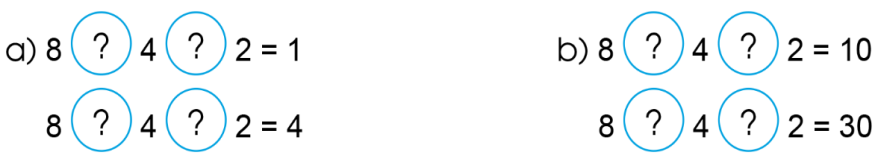 a) 8 ? 4 ? 2 = 1
8 ? 4 ? 2 = 4
b) 8 ? 4 ? 2 = 10
8 ? 4 ? 2 = 30